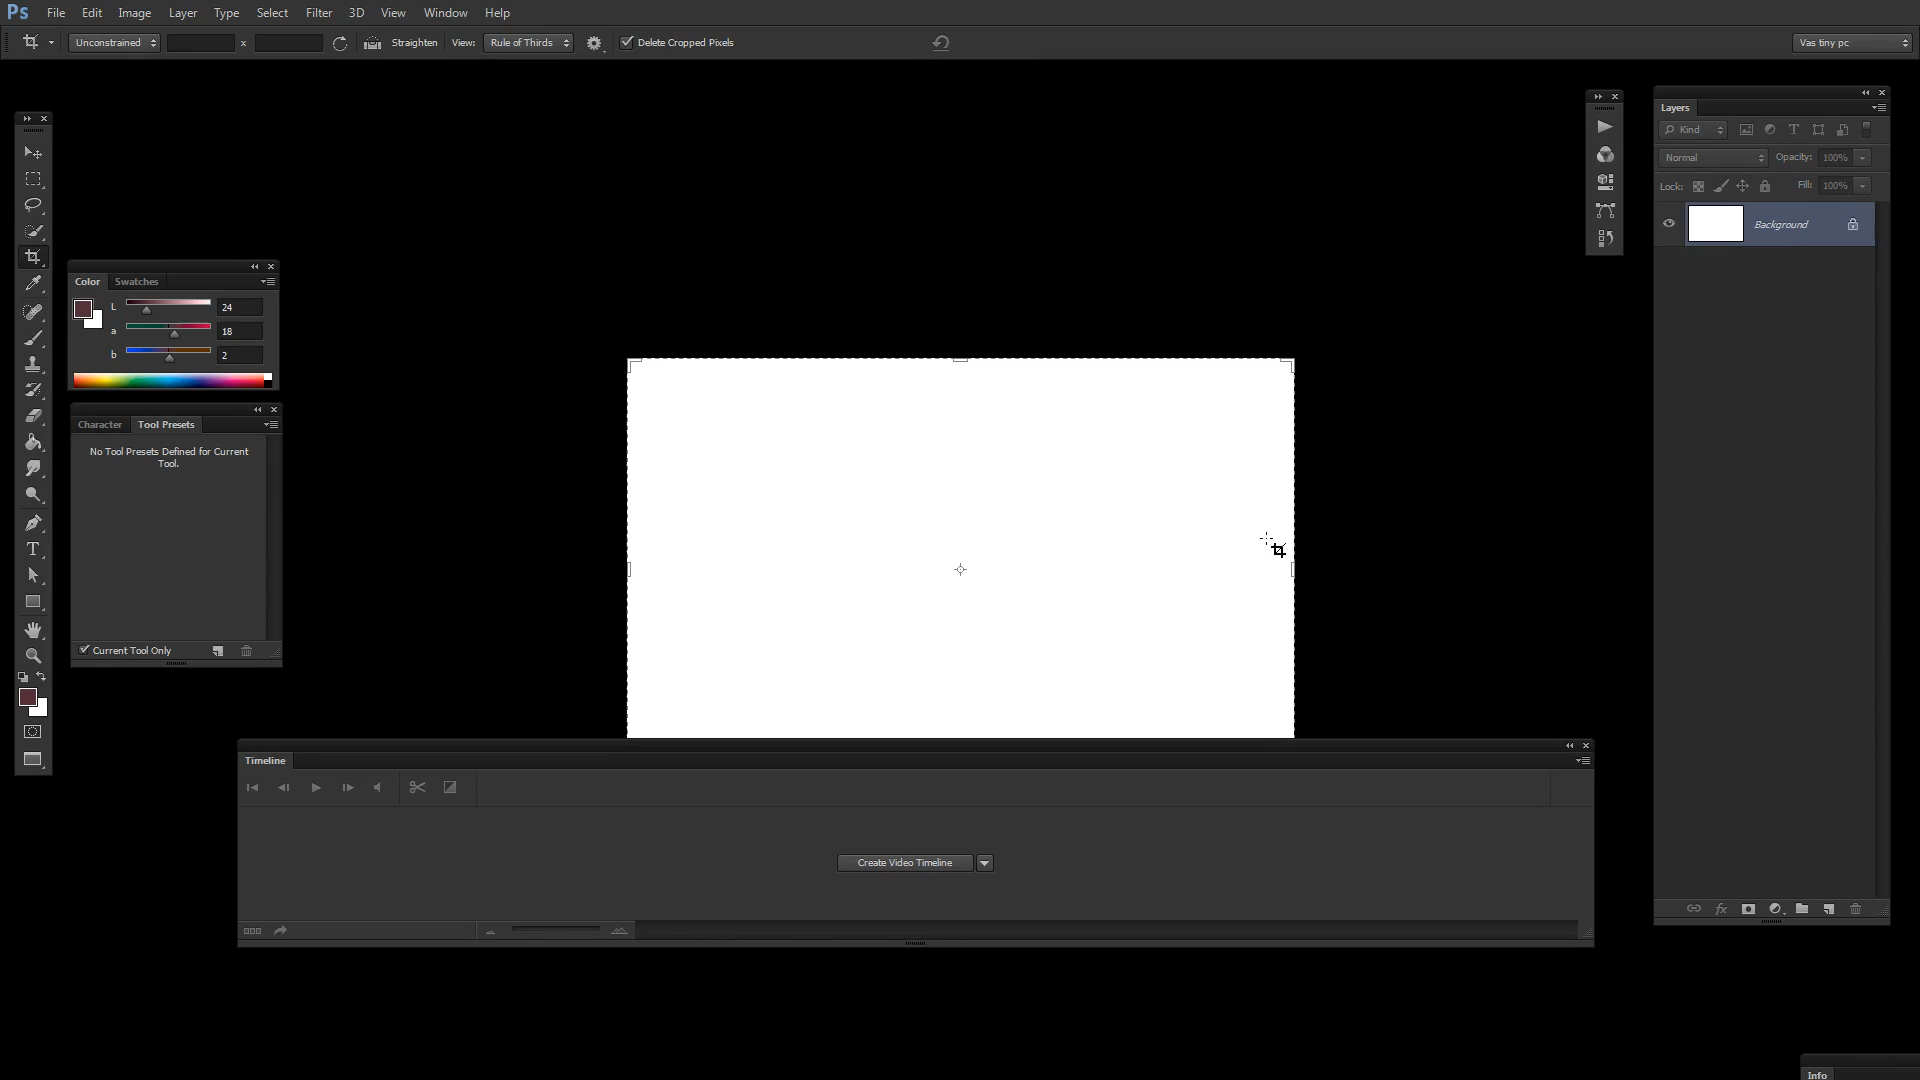 Ps File Edit Image Layer Type Select Filter 3D View Window Help
Unconstrained x Straighten View: Rule of Thirds Delete Cropped Pixels Vas tiny pc
Layers
Kind
Normal Opacity: 100%
Lock: Fill: 100%
Background
Color Swatches
L 24
a 18
b 2
Character Tool Presets
No Tool Presets Defined for Current
Tool.
Current Tool Only
Timeline
Create Video Timeline
Info